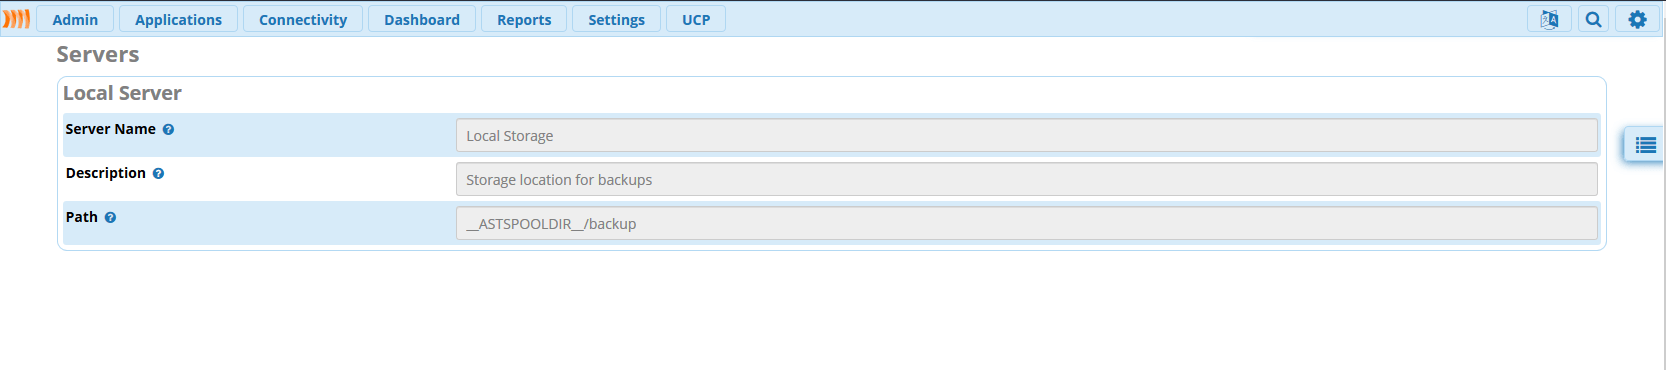 Admin Applications Connectivity Dashboard Reports Settings UCP
Servers
Local Server
Server Name
Local Storage
Description
Storage location for backups
Path
__ASTSPOOLDIR__/backup